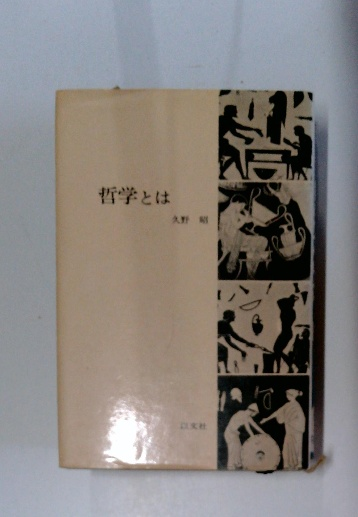 哲学とは
久野 昭
以文社